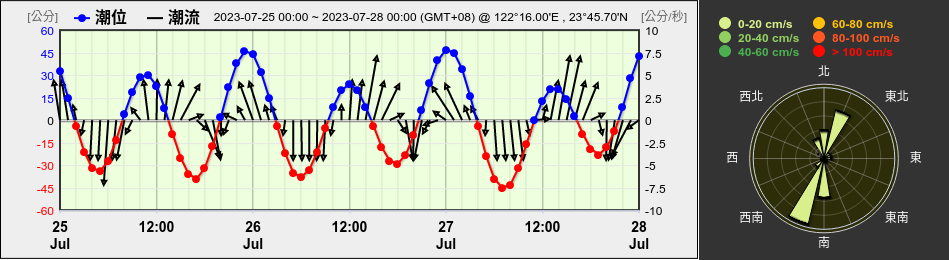 [公分] 潮位 潮流 2023-07-25 00:00 ~ 2023-07-28 00:00 (GMT+08) @ 122°16.00'E , 23°45.70'N [公分/秒]
60 10
45 7.5
30 5
15 2.5
0 0
-15 -2.5
-30 -5
-45 -7.5
-60 -10
25 12:00 26 12:00 27 12:00 28
Jul Jul Jul Jul
0-20 cm/s 60-80 cm/s
20-40 cm/s 80-100 cm/s
40-60 cm/s > 100 cm/s
北
西北 東北
西 東
西南 東南
南